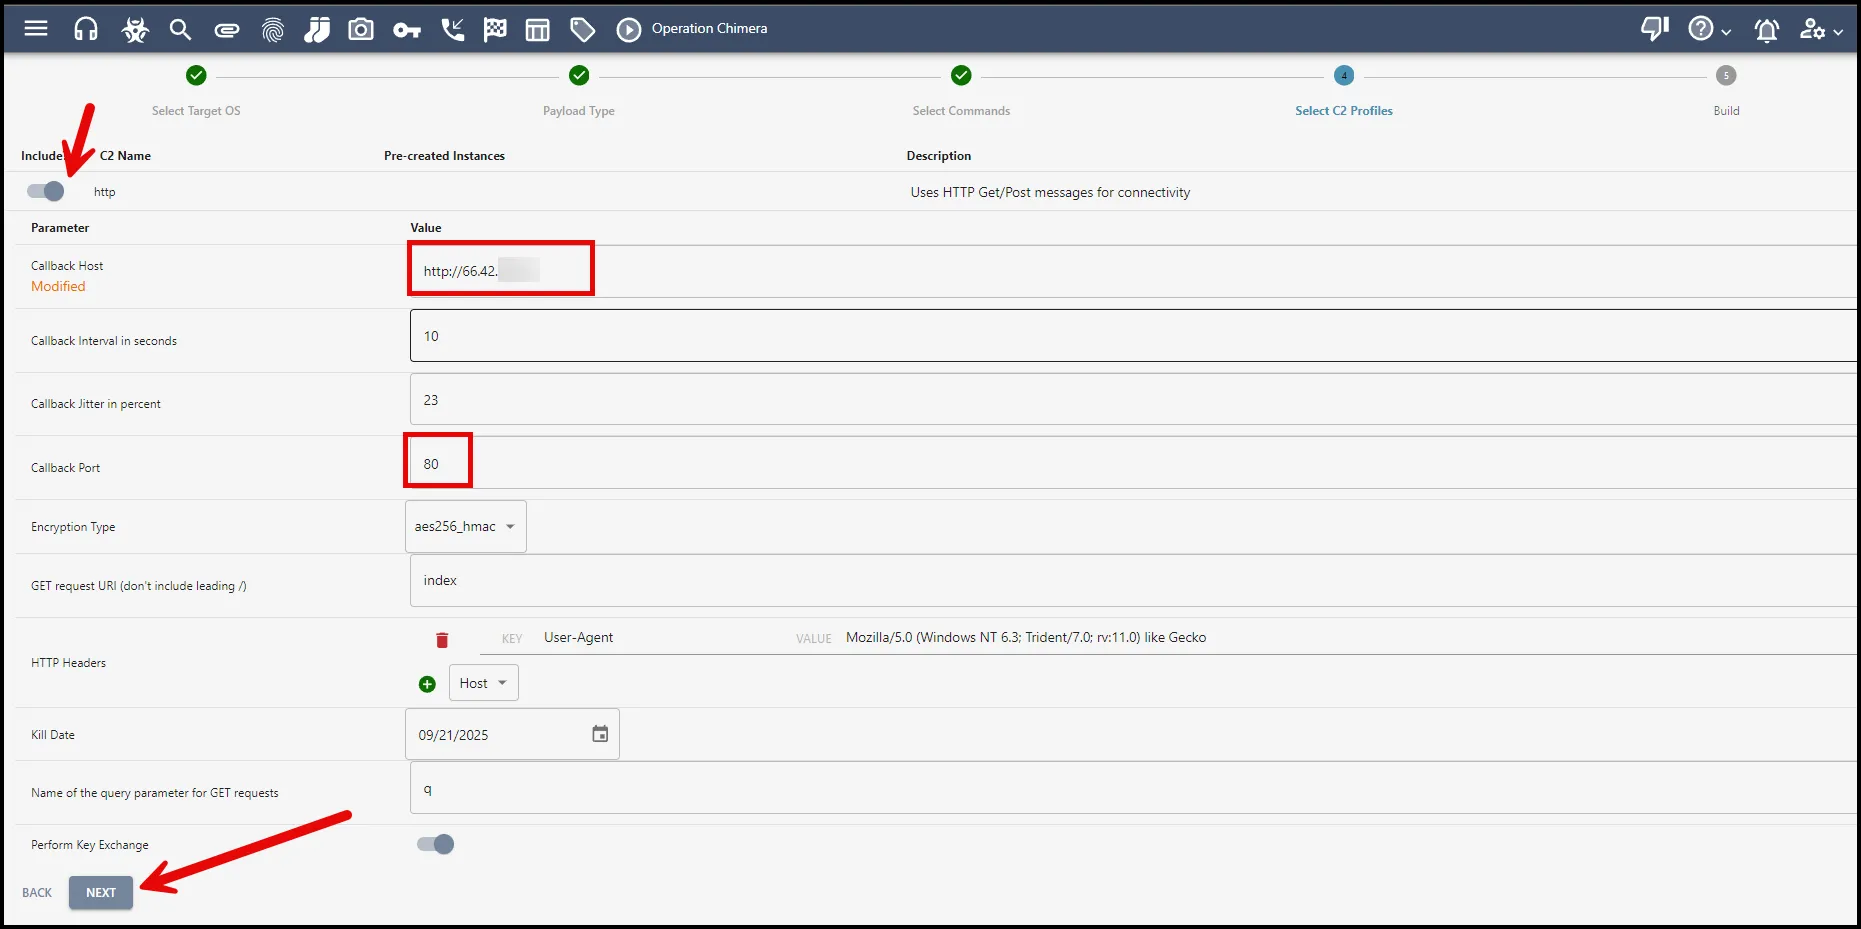 Operation Chimera
4
5
Select Target OS
Payload Type
Select Commands
Select C2 Profiles
Build
Include
C2 Name
Pre-created Instances
Description
http
Uses HTTP Get/Post messages for connectivity
Parameter
Value
Callback Host
Modified
http://66.42.
Callback Interval in seconds
10
Callback Jitter in percent
23
Callback Port
80
Encryption Type
aes256_hmac
GET request URI (don't include leading /)
index
HTTP Headers
KEY User-Agent VALUE Mozilla/5.0 (Windows NT 6.3; Trident/7.0; rv:11.0) like Gecko
Host
Kill Date
09/21/2025
Name of the query parameter for GET requests
q
Perform Key Exchange
BACK
NEXT